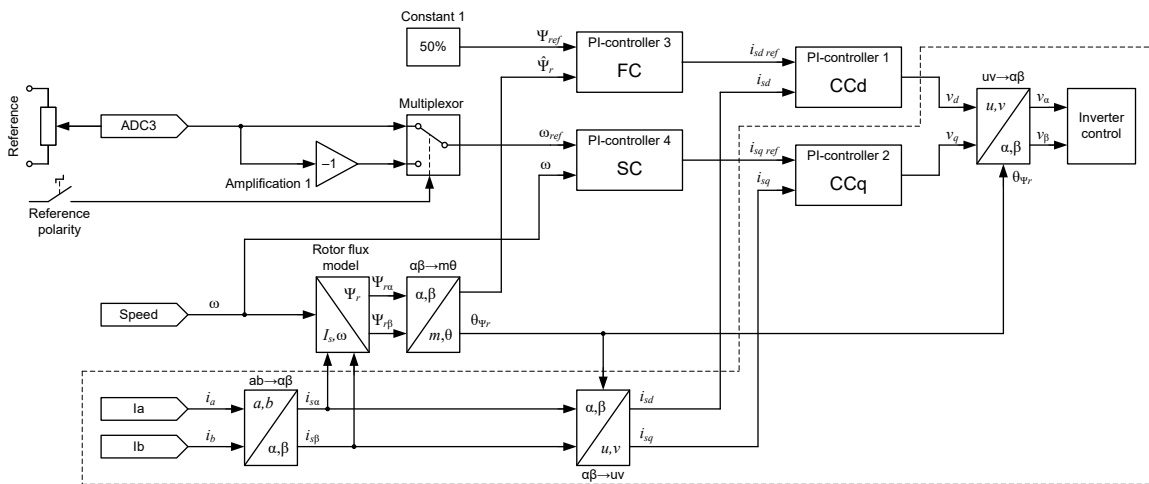 Constant 1
50%
Ψref
Ψ̂r
PI-controller 3
FC
isd ref
isd
PI-controller 1
CCd
uv→αβ
vd
vq
u,v
α,β
vα
vβ
Inverter
control
θΨr
Reference
ADC3
Multiplexor
–1
Amplification 1
ωref
ω
PI-controller 4
SC
isq ref
isq
PI-controller 2
CCq
Reference
polarity
Rotor flux
model
αβ→mθ
Speed
ω
Ψr
Is,ω
Ψrα
Ψrβ
α,β
m,θ
θΨr
ab→αβ
Ia
ia
a,b
isα
α,β
isd
Ib
ib
α,β
isβ
u,v
isq
αβ→uv